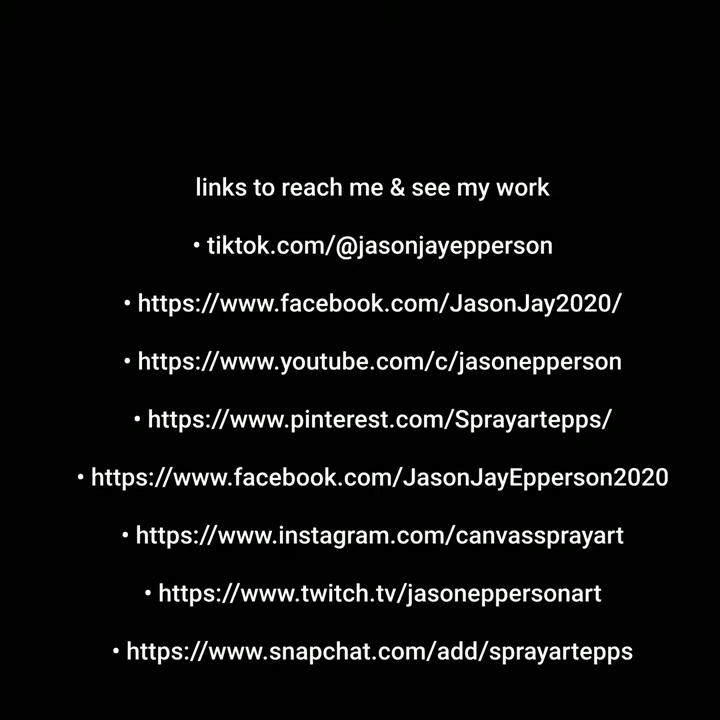 links to reach me & see my work
• tiktok.com/@jasonjayepperson
• https://www.facebook.com/JasonJay2020/
• https://www.youtube.com/c/jasonepperson
• https://www.pinterest.com/Sprayartepps/
• https://www.facebook.com/JasonJayEpperson2020
• https://www.instagram.com/canvassprayart
• https://www.twitch.tv/jasoneppersonart
• https://www.snapchat.com/add/sprayartepps